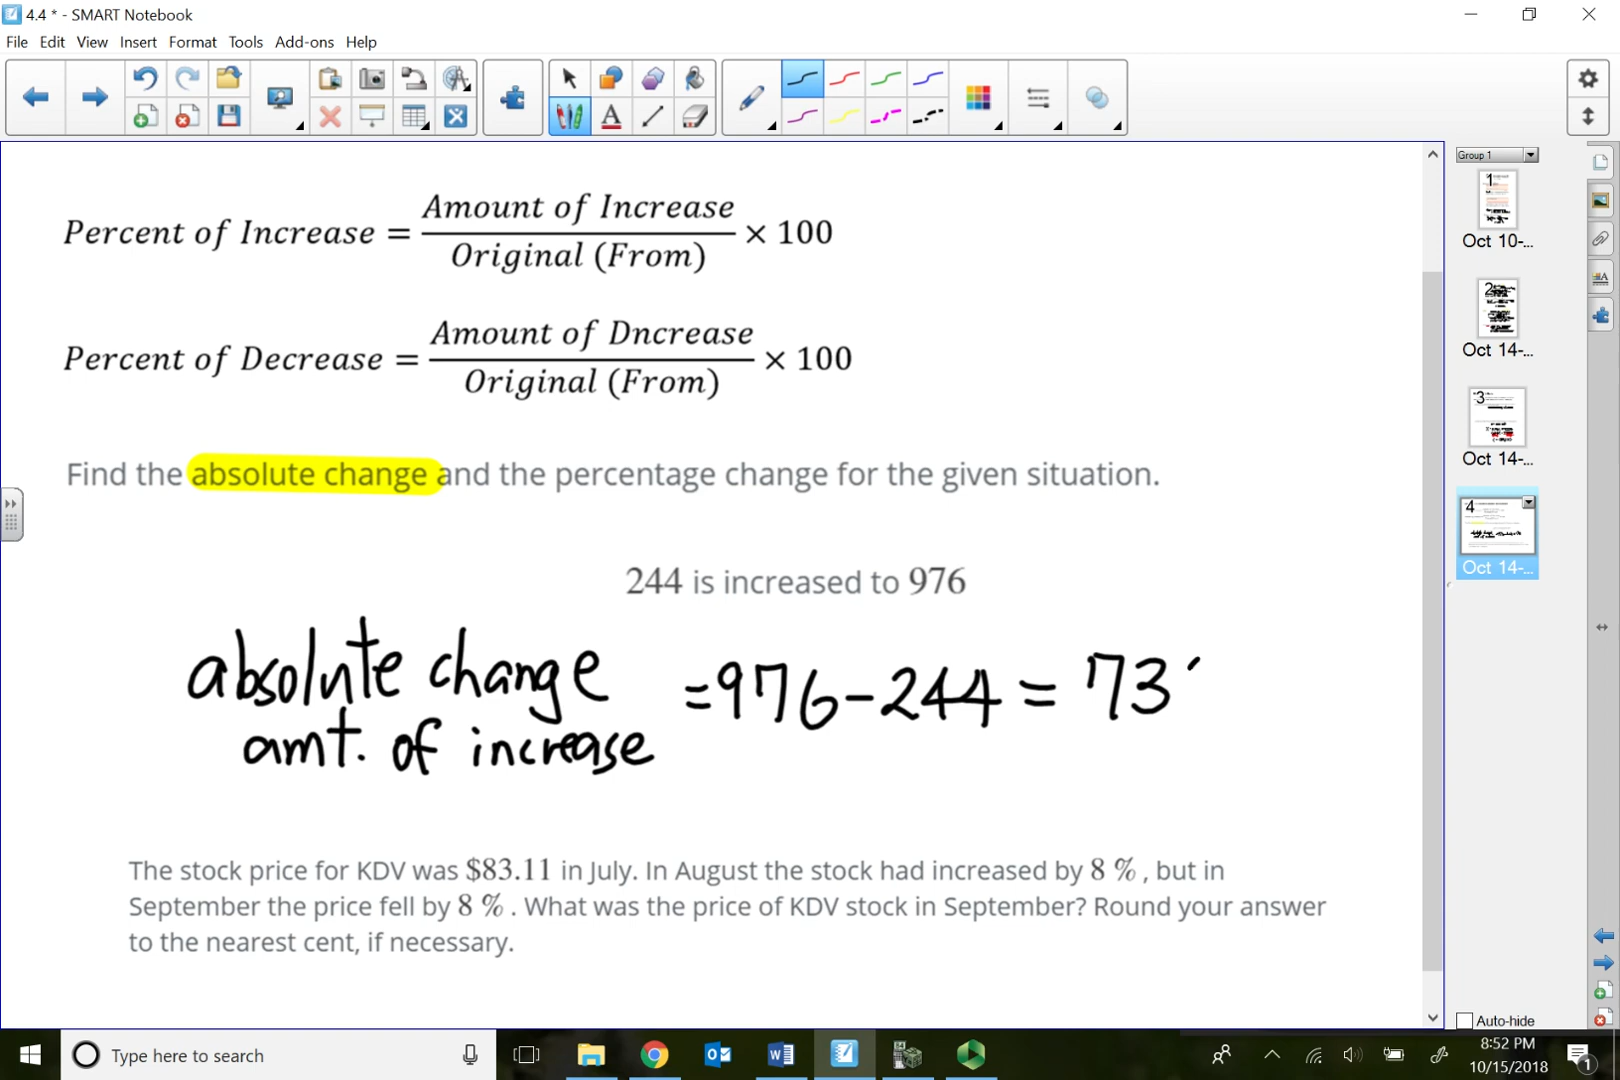 4.4 * - SMART Notebook
File Edit View Insert Format Tools Add-ons Help
Group 1
Percent of Increase = Amount of Increase / Original (From) × 100
Percent of Decrease = Amount of Dncrease / Original (From) × 100
Find the absolute change and the percentage change for the given situation.
244 is increased to 976
absolute change = 976 - 244 = 73
amt. of increase
The stock price for KDV was $83.11 in July. In August the stock had increased by 8 % , but in
September the price fell by 8 % . What was the price of KDV stock in September? Round your answer
to the nearest cent, if necessary.
1
Oct 10-...
2
Oct 14-...
3
Oct 14-...
4
Oct 14-...
Auto-hide
Type here to search
8:52 PM
10/15/2018
1